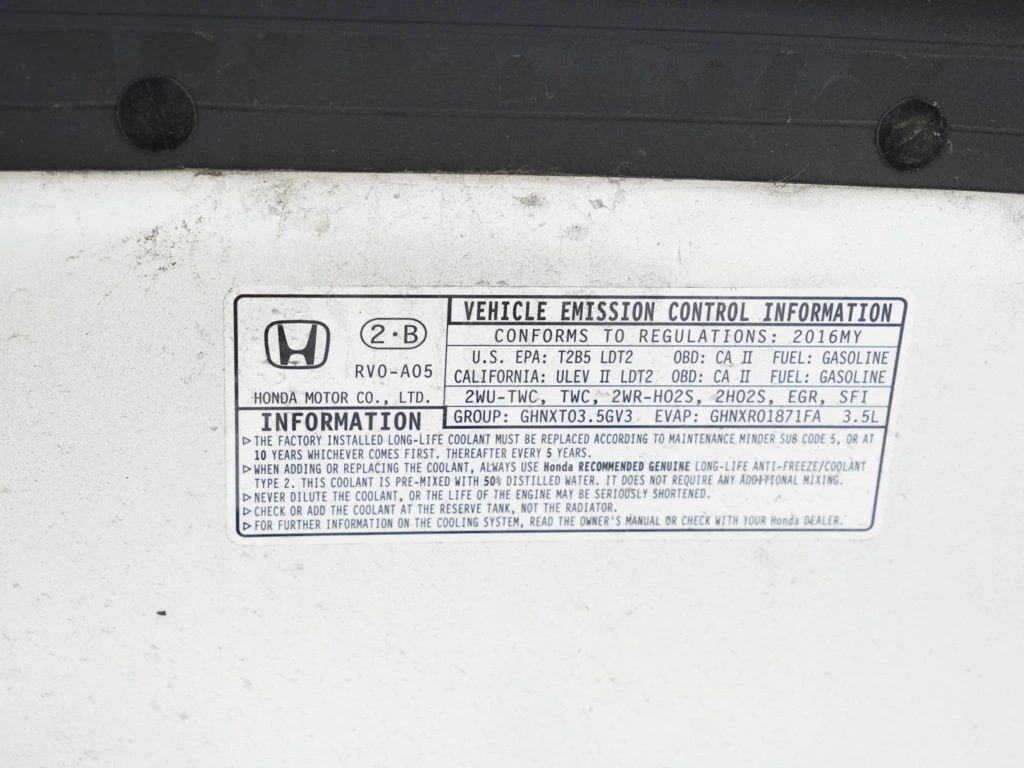 2·B
RV0-A05
HONDA MOTOR CO., LTD.
INFORMATION
VEHICLE EMISSION CONTROL INFORMATION
CONFORMS TO REGULATIONS: 2016MY
U.S. EPA: T2B5 LDT2 OBD: CA II FUEL: GASOLINE
CALIFORNIA: ULEV II LDT2 OBD: CA II FUEL: GASOLINE
2WU-TWC, TWC, 2WR-HO2S, 2HO2S, EGR, SFI
GROUP: GHNXT03.5GV3 EVAP: GHNXR01871FA 3.5L
▷THE FACTORY INSTALLED LONG-LIFE COOLANT MUST BE REPLACED ACCORDING TO MAINTENANCE MINDER SUB CODE 5, OR AT
10 YEARS WHICHEVER COMES FIRST. THEREAFTER EVERY 5 YEARS.
▷WHEN ADDING OR REPLACING THE COOLANT, ALWAYS USE Honda RECOMMENDED GENUINE LONG-LIFE ANTI-FREEZE/COOLANT
TYPE 2. THIS COOLANT IS PRE-MIXED WITH 50% DISTILLED WATER. IT DOES NOT REQUIRE ANY ADDITIONAL MIXING.
▷NEVER DILUTE THE COOLANT, OR THE LIFE OF THE ENGINE MAY BE SERIOUSLY SHORTENED.
▷CHECK OR ADD THE COOLANT AT THE RESERVE TANK, NOT THE RADIATOR.
▷FOR FURTHER INFORMATION ON THE COOLING SYSTEM, READ THE OWNER'S MANUAL OR CHECK WITH YOUR Honda DEALER.